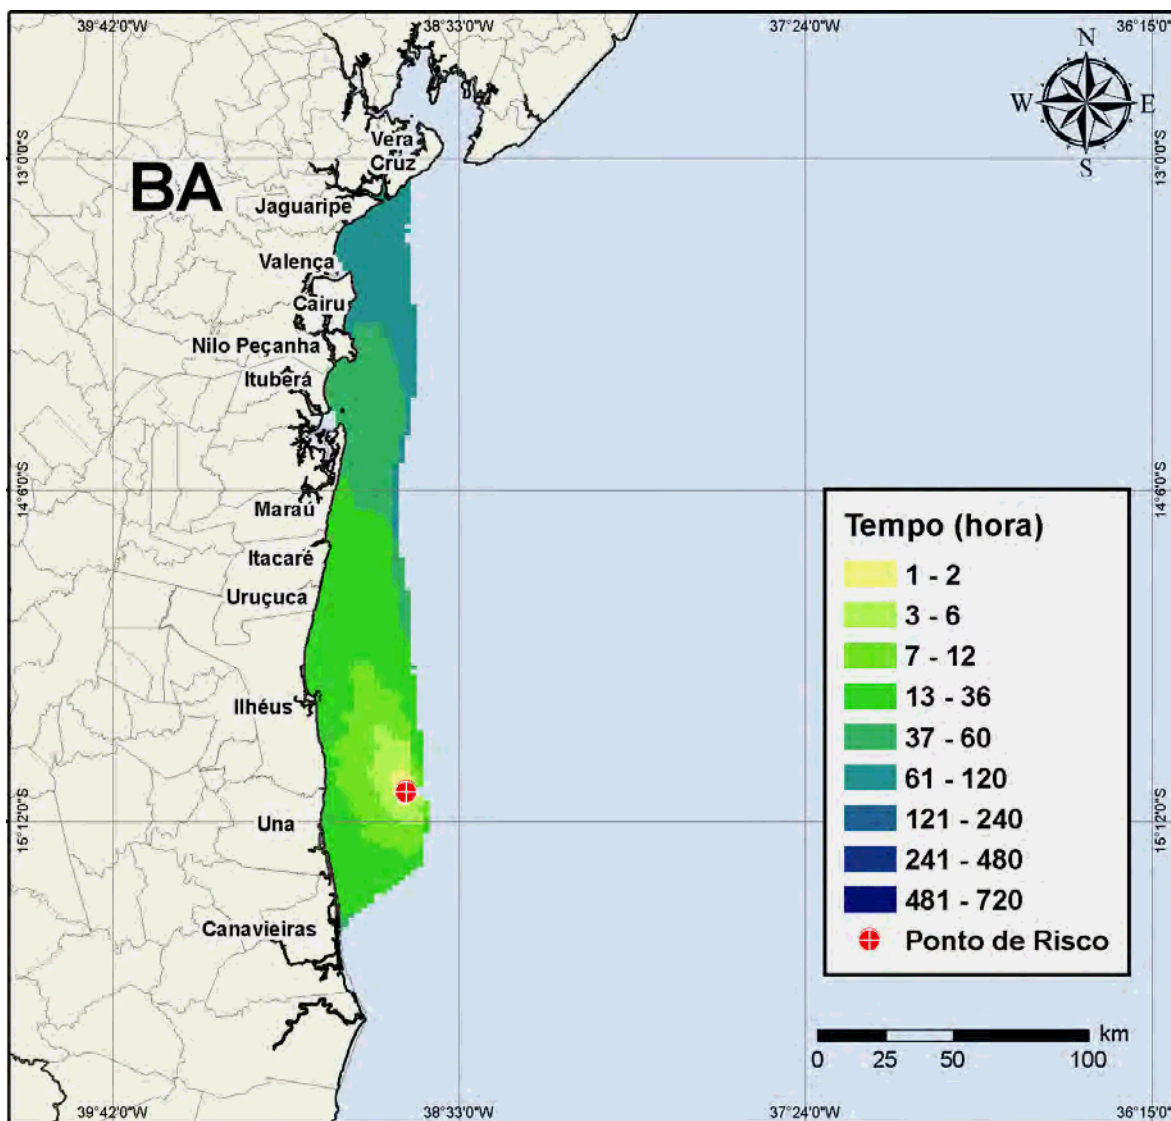 39°42'0"W
38°33'0"W
37°24'0"W
36°15'0"W
N
W
E
S
Vera
Cruz
13°0'0"S
13°0'0"S
BA
Jaguaripe
Valença
Cairu
Nilo Peçanha
Ituberá
14°6'0"S
14°6'0"S
Maraú
Itacaré
Uruçuca
Ilhéus
Una
15°12'0"S
15°12'0"S
Canavieiras
Tempo (hora)
1 - 2
3 - 6
7 - 12
13 - 36
37 - 60
61 - 120
121 - 240
241 - 480
481 - 720
Ponto de Risco
km
0 25 50 100
39°42'0"W
38°33'0"W
37°24'0"W
36°15'0"W